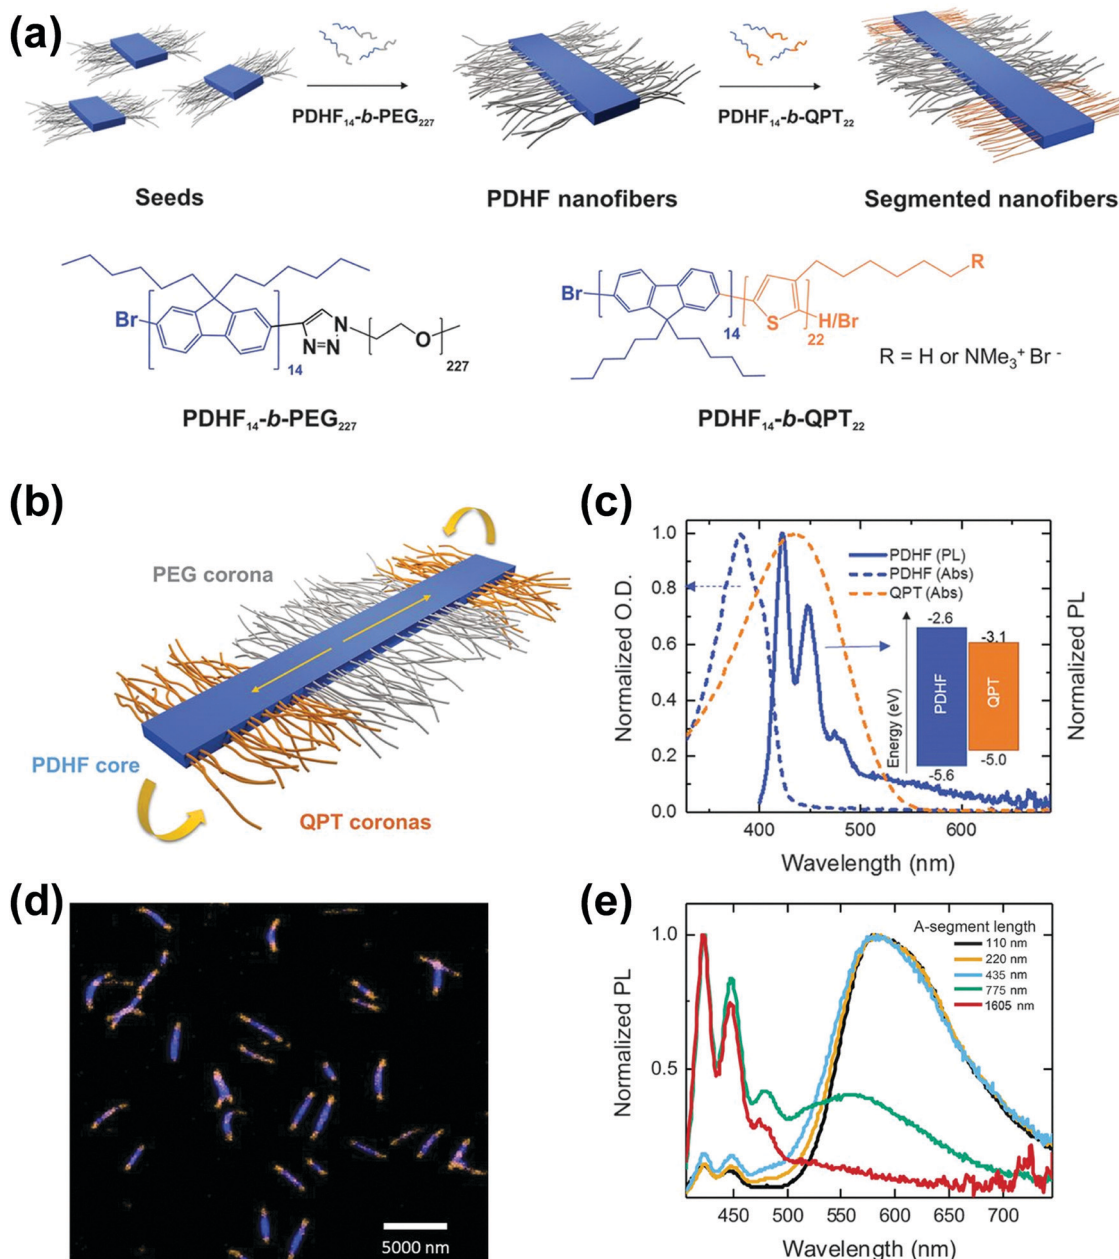 (a)
PDHF₁₄-b-PEG₂₂₇
PDHF₁₄-b-QPT₂₂
Seeds
PDHF nanofibers
Segmented nanofibers
Br
14
N
N=N
O
227
Br
14
S
22
H/Br
R
R = H or NMe₃⁺ Br⁻
PDHF₁₄-b-PEG₂₂₇
PDHF₁₄-b-QPT₂₂
(b)
PEG corona
PDHF core
QPT coronas
(c)
Normalized O.D.
1.0
0.8
0.6
0.4
0.2
0.0
PDHF (PL)
PDHF (Abs)
QPT (Abs)
Energy (eV)
-2.6
-3.1
PDHF
QPT
-5.0
-5.6
Normalized PL
400
500
600
Wavelength (nm)
(d)
5000 nm
(e)
Normalized PL
1.0
0.5
A-segment length
110 nm
220 nm
435 nm
775 nm
1605 nm
450
500
550
600
650
700
Wavelength (nm)